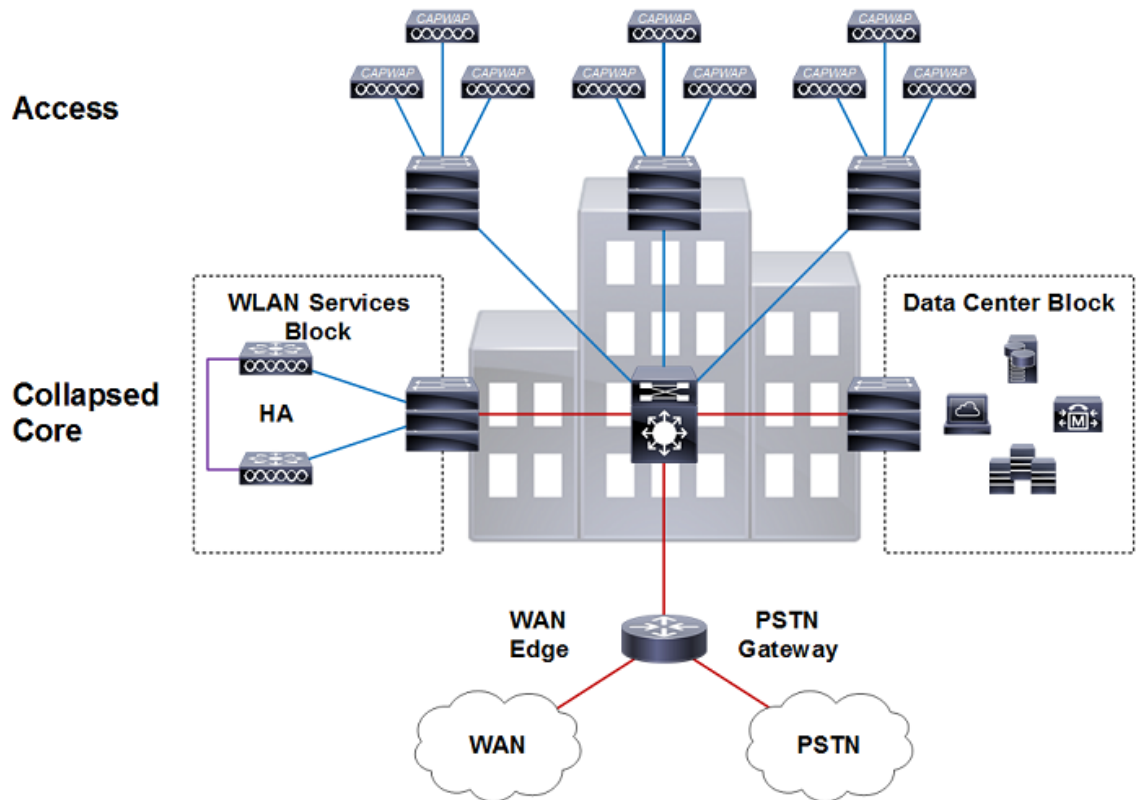 CAPWAP
CAPWAP
CAPWAP
CAPWAP
CAPWAP
CAPWAP
CAPWAP
CAPWAP
CAPWAP
Access
WLAN Services
Block
Data Center Block
Collapsed
Core
HA
M
WAN
Edge
PSTN
Gateway
WAN
PSTN